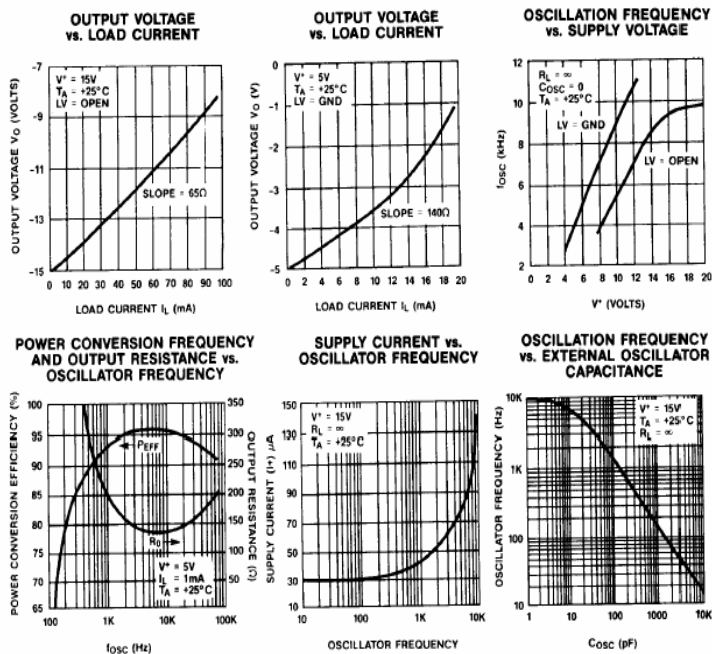 OUTPUT VOLTAGE
vs. LOAD CURRENT
OUTPUT VOLTAGE VO (VOLTS)
-7
-9
-11
-13
-15
V+ = 15V
TA = +25°C
LV = OPEN
SLOPE = 65Ω
0 10 20 30 40 50 60 70 80 90 100
LOAD CURRENT IL (mA)
OUTPUT VOLTAGE
vs. LOAD CURRENT
OUTPUT VOLTAGE VO (V)
0
-1
-2
-3
-4
-5
V+ = 5V
TA = +25°C
LV = GND
SLOPE = 140Ω
0 2 4 6 8 10 12 14 16 18 20
LOAD CURRENT IL (mA)
OSCILLATION FREQUENCY
vs. SUPPLY VOLTAGE
fOSC (kHz)
12
10
8
6
4
2
RL = ∞
COSC = 0
TA = +25°C
LV = GND
LV = OPEN
0 4 8 12 16 20
V+ (VOLTS)
POWER CONVERSION FREQUENCY
AND OUTPUT RESISTANCE vs.
OSCILLATOR FREQUENCY
POWER CONVERSION EFFICIENCY (%)
100
95
90
85
80
75
70
65
PEFF
RO
V+ = 5V
IL = 1mA
TA = +25°C
350
300
250
200
150
100
50
OUTPUT RESISTANCE (Ω)
100 1K 10K 100K
fOSC (Hz)
SUPPLY CURRENT vs.
OSCILLATOR FREQUENCY
SUPPLY CURRENT (I+) µA
150
130
110
90
70
50
30
10
V+ = 15V
RL = ∞
TA = +25°C
10 100 1K 10K
OSCILLATOR FREQUENCY
OSCILLATION FREQUENCY
vs. EXTERNAL OSCILLATOR
CAPACITANCE
OSCILLATOR FREQUENCY (Hz)
10K
1K
100
10
V+ = 15V
TA = +25°C
RL = ∞
1 10 100 1000 10K
COSC (pF)